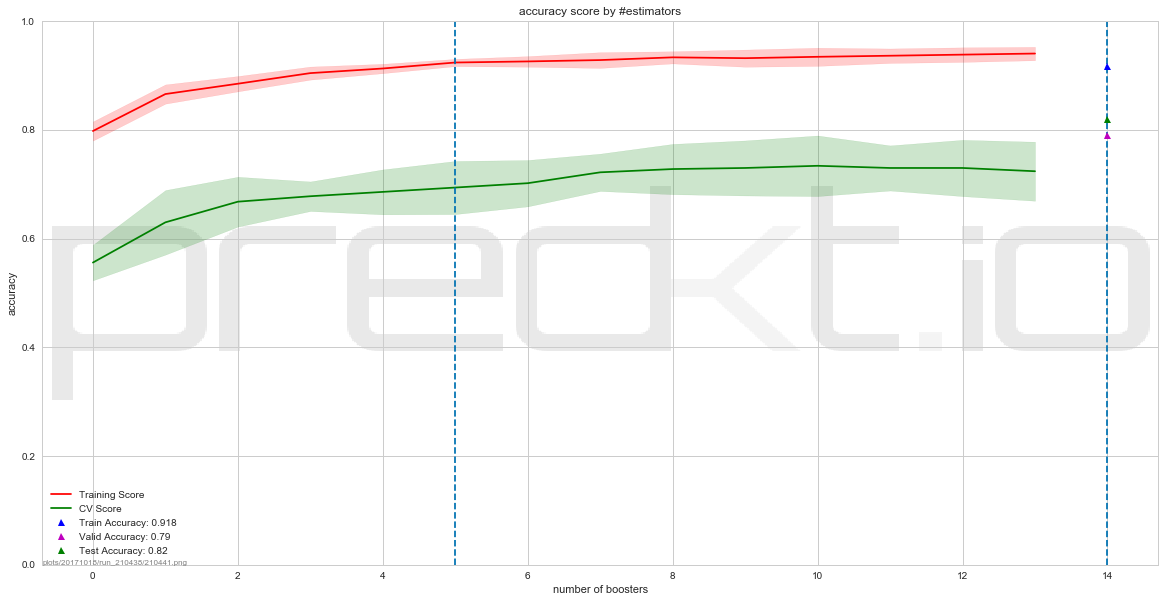 accuracy score by #estimators
1.0
0.8
0.6
0.4
0.2
0.0
accuracy
predkt.io
Training Score
CV Score
Train Accuracy: 0.918
Valid Accuracy: 0.79
Test Accuracy: 0.82
0 2 4 6 8 10 12 14
number of boosters